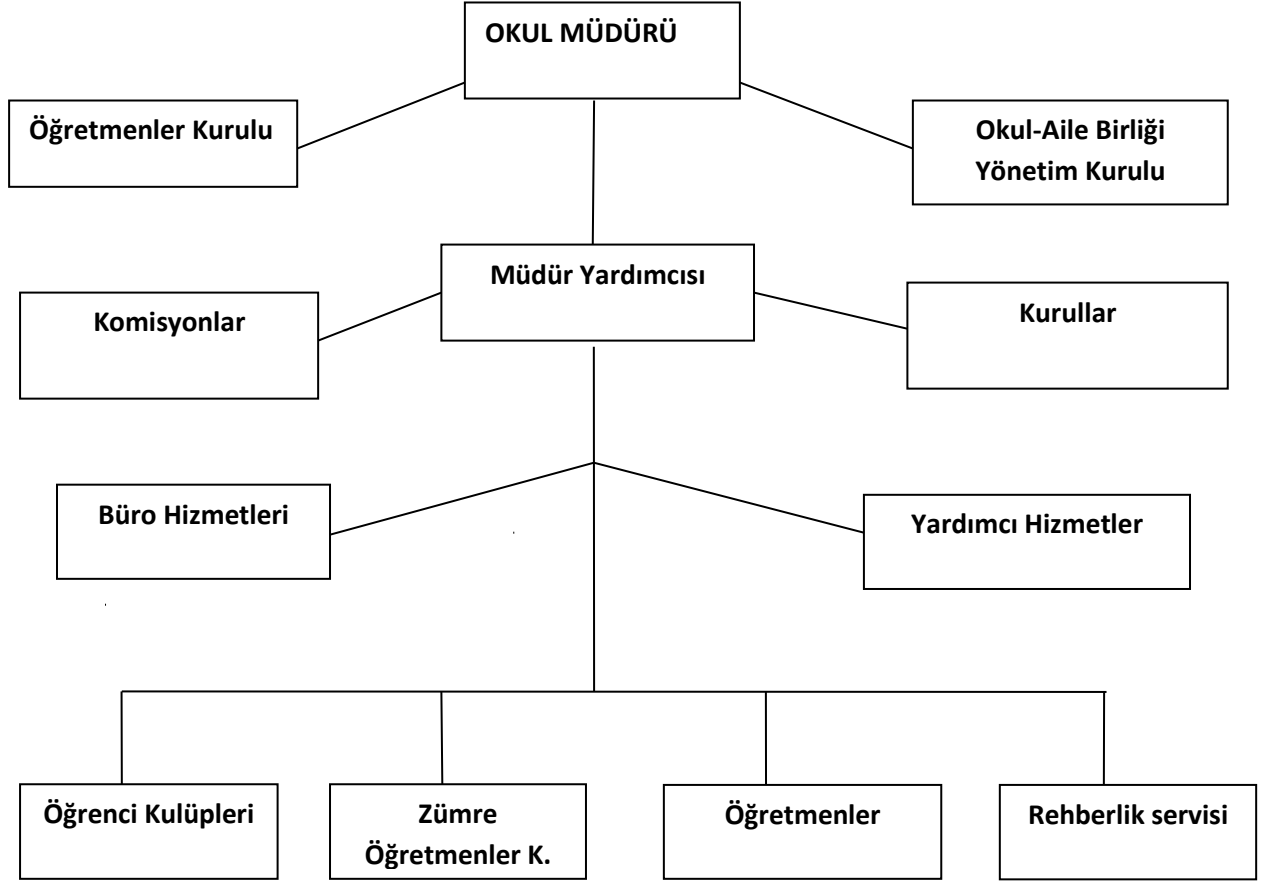 OKUL MÜDÜRÜ
Öğretmenler Kurulu
Okul-Aile Birliği
Yönetim Kurulu
Müdür Yardımcısı
Komisyonlar
Kurullar
Büro Hizmetleri
Yardımcı Hizmetler
Öğrenci Kulüpleri
Zümre
Öğretmenler K.
Öğretmenler
Rehberlik servisi